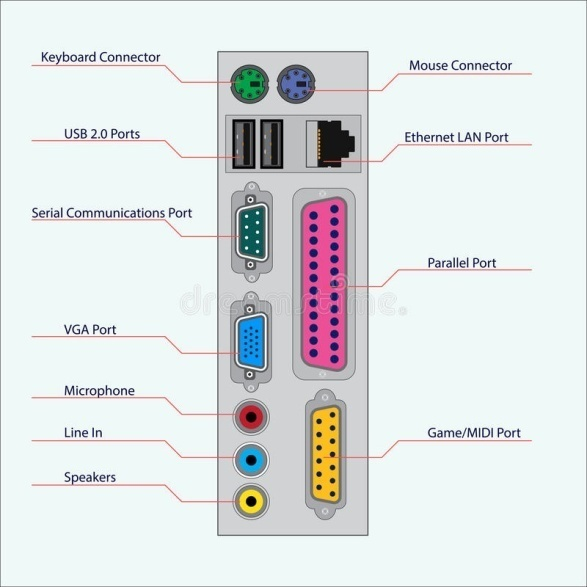 Keyboard Connector
Mouse Connector
USB 2.0 Ports
Ethernet LAN Port
Serial Communications Port
Parallel Port
dreamstime.
VGA Port
Microphone
Line In
Game/MIDI Port
Speakers